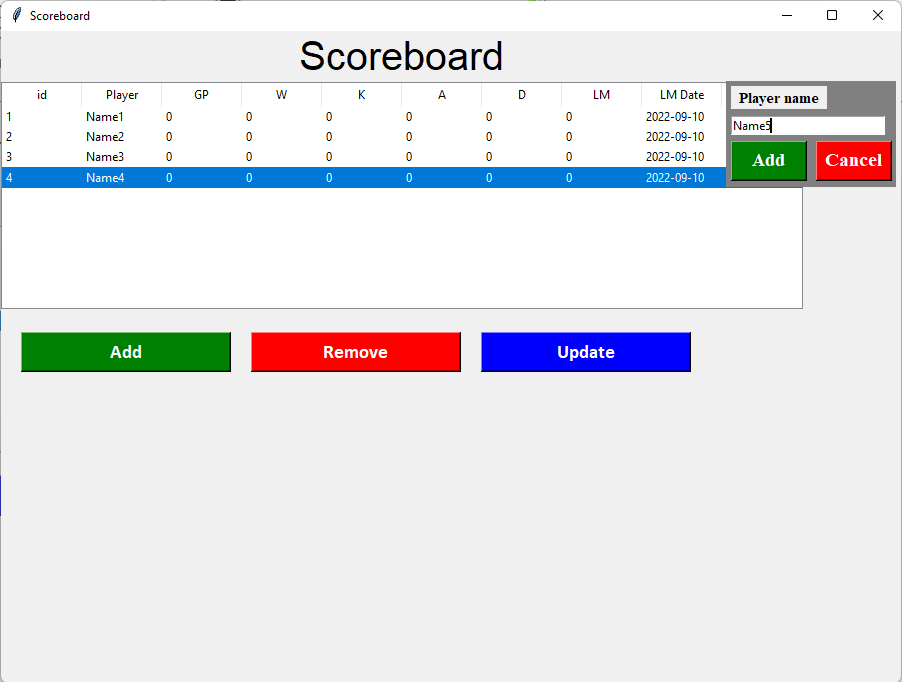 Scoreboard
Scoreboard
id Player GP W K A D LM LM Date
1 Name1 0 0 0 0 0 0 2022-09-10
2 Name2 0 0 0 0 0 0 2022-09-10
3 Name3 0 0 0 0 0 0 2022-09-10
4 Name4 0 0 0 0 0 0 2022-09-10
Player name
Name5
Add Cancel
Add Remove Update